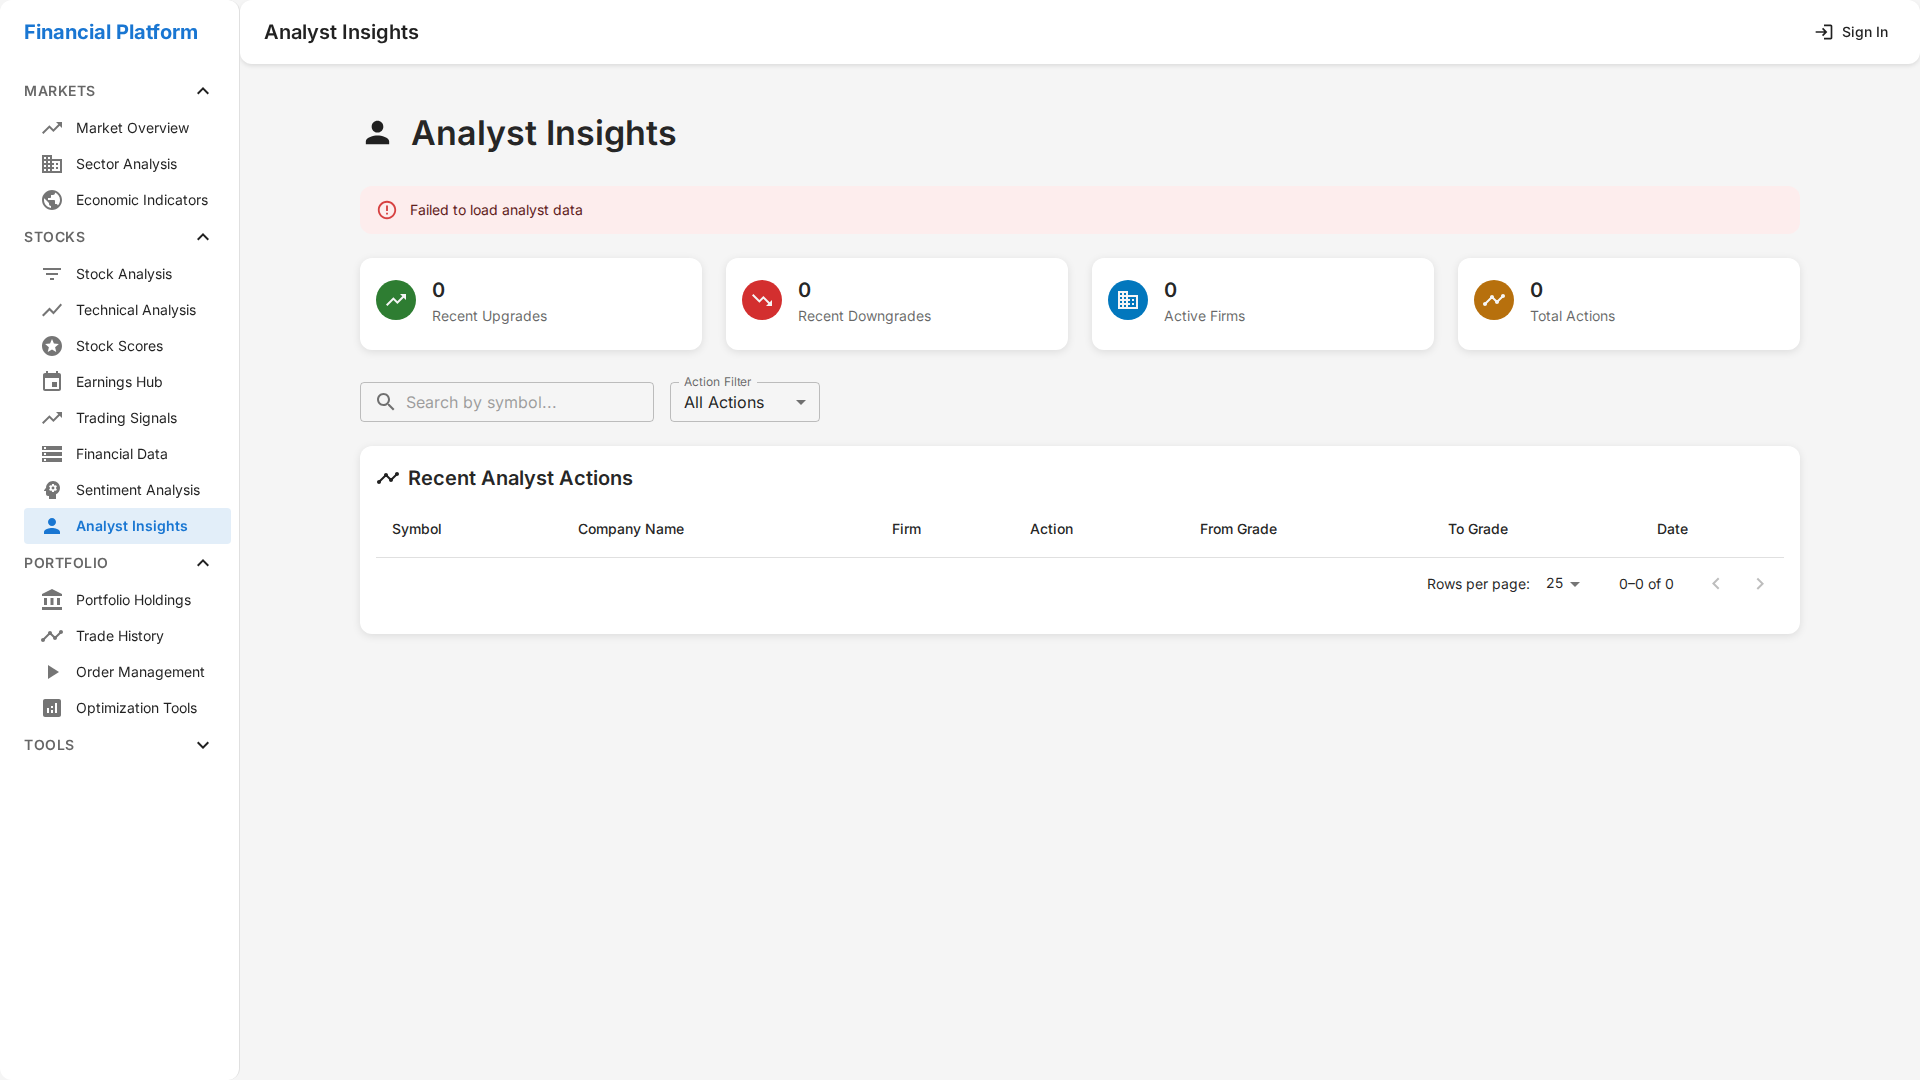 Financial Platform
Analyst Insights
Sign In
MARKETS
Market Overview
Sector Analysis
Economic Indicators
STOCKS
Stock Analysis
Technical Analysis
Stock Scores
Earnings Hub
Trading Signals
Financial Data
Sentiment Analysis
Analyst Insights
PORTFOLIO
Portfolio Holdings
Trade History
Order Management
Optimization Tools
TOOLS
Analyst Insights
Failed to load analyst data
0
Recent Upgrades
0
Recent Downgrades
0
Active Firms
0
Total Actions
Search by symbol...
Action Filter
All Actions
Recent Analyst Actions
Symbol Company Name Firm Action From Grade To Grade Date
Rows per page: 25 0–0 of 0